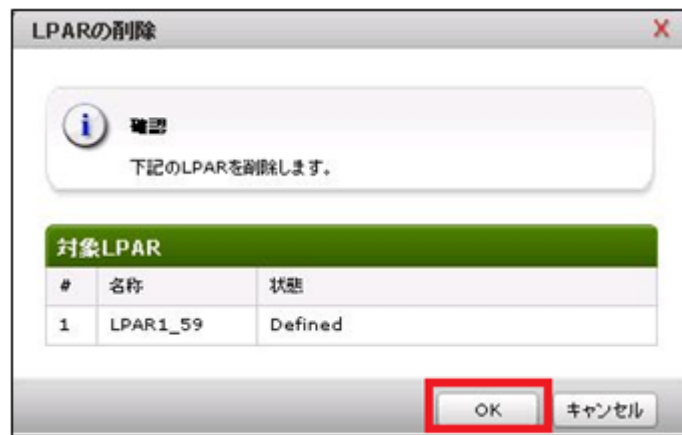 LPARの削除
X
i
確認
下記のLPARを削除します。
対象LPAR
# 名称 状態
1 LPAR1_59 Defined
OK キャンセル